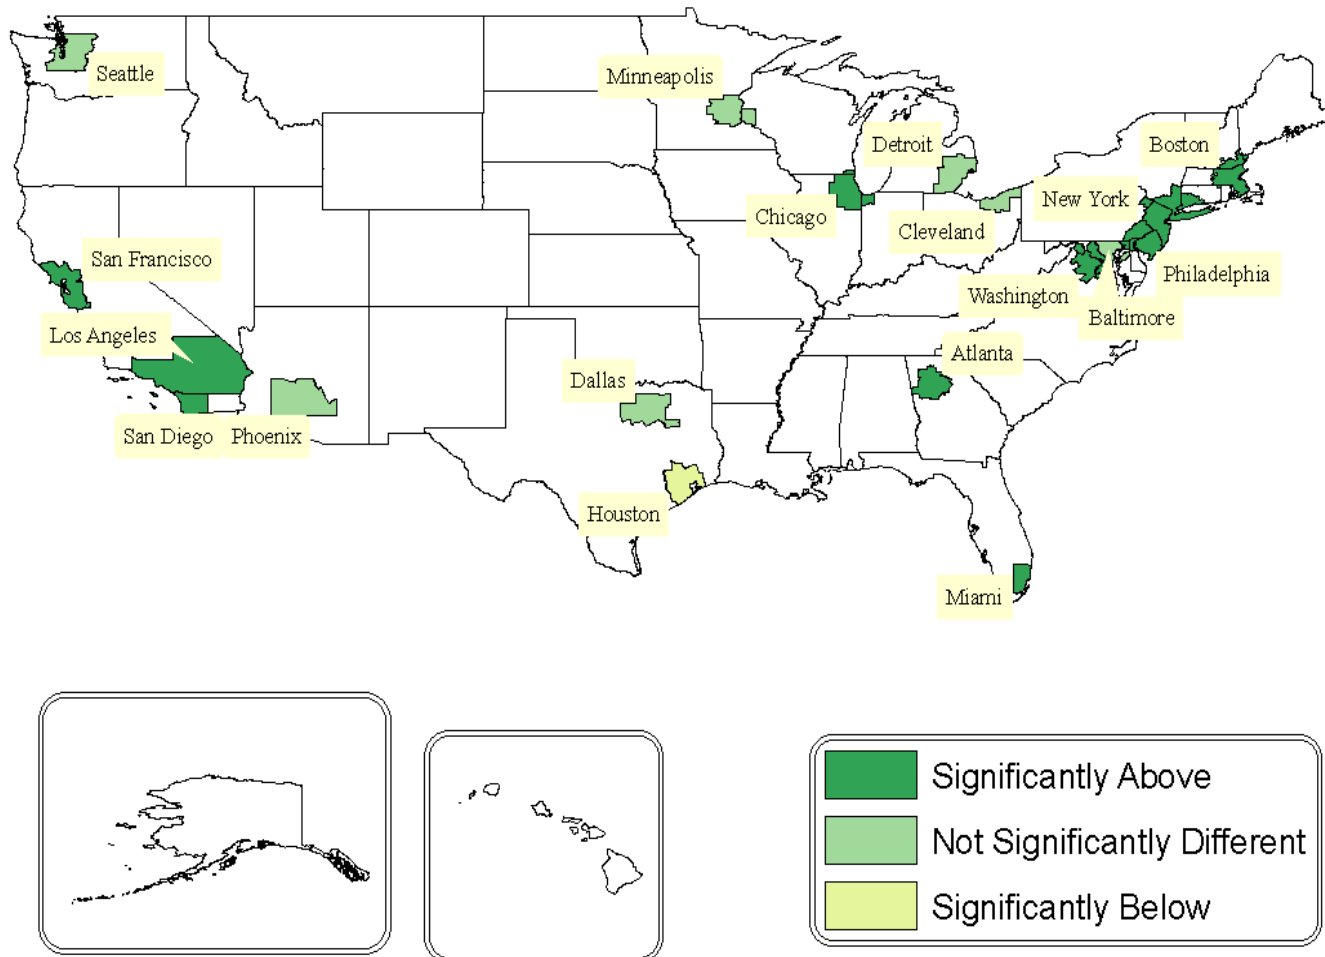 Seattle
Minneapolis
Detroit
Boston
Chicago
Cleveland
New York
San Francisco
Philadelphia
Washington
Baltimore
Los Angeles
Atlanta
Dallas
San Diego
Phoenix
Houston
Miami
Significantly Above
Not Significantly Different
Significantly Below